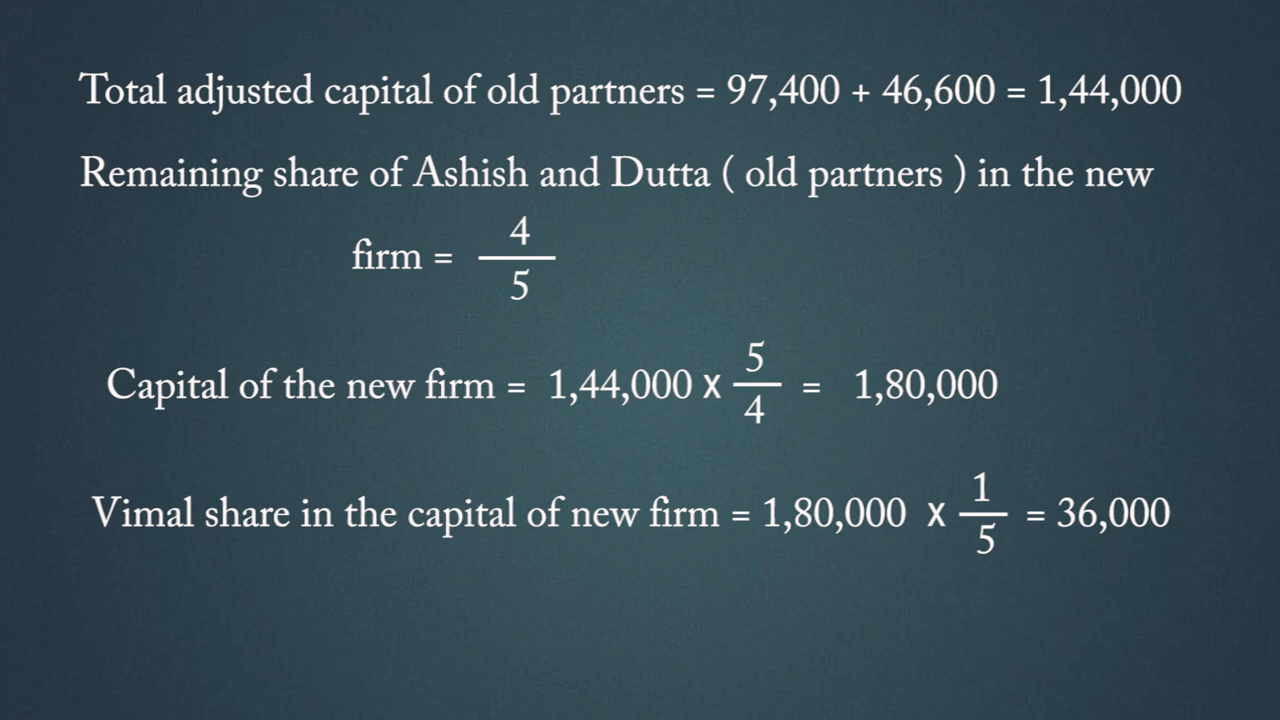 Total adjusted capital of old partners = 97,400 + 46,600 = 1,44,000
Remaining share of Ashish and Dutta ( old partners ) in the new
firm = 4/5
Capital of the new firm = 1,44,000 x 5/4 = 1,80,000
Vimal share in the capital of new firm = 1,80,000 x 1/5 = 36,000